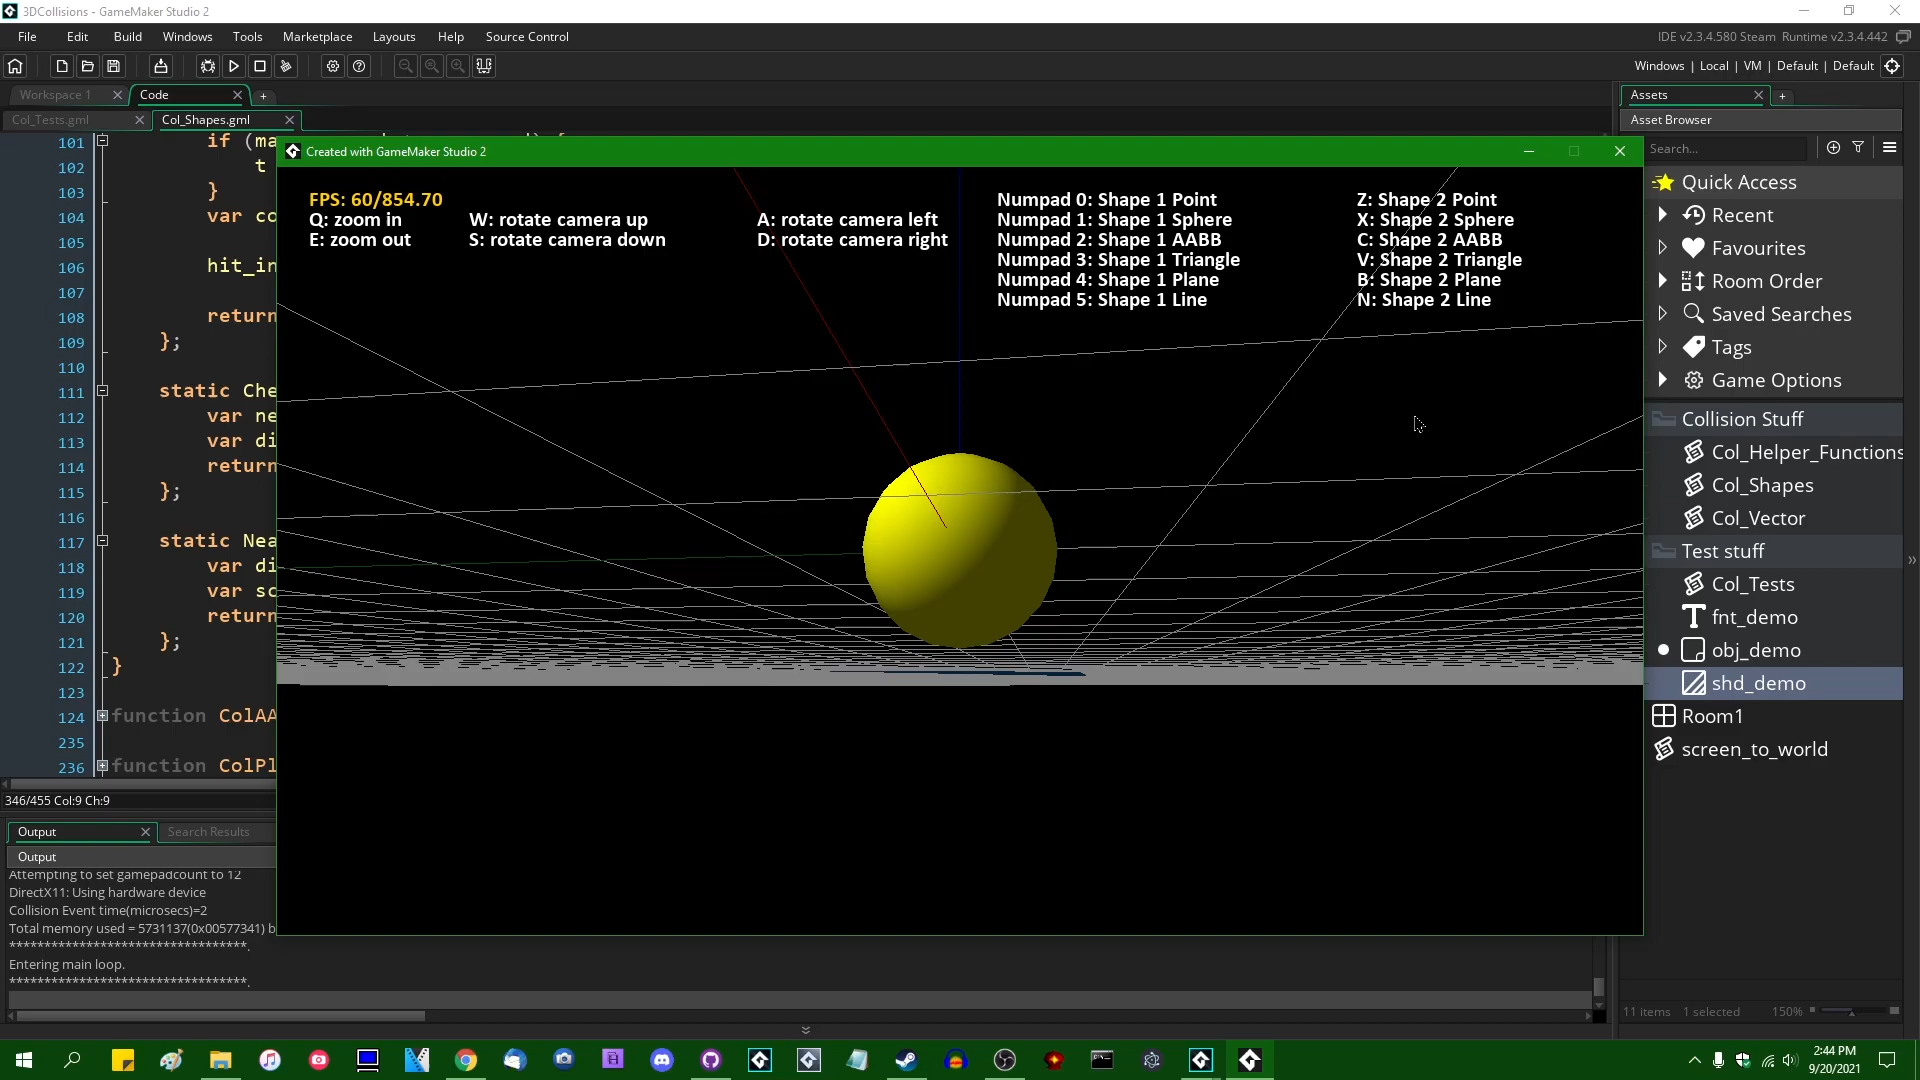 3DCollisions - GameMaker Studio 2
File Edit Build Windows Tools Marketplace Layouts Help Source Control
IDE v2.3.4.580 Steam Runtime v2.3.4.442
Windows | Local | VM | Default | Default
Workspace 1
Code
Col_Tests.gml
Col_Shapes.gml
101 if (ma
102 t
103 }
104 var co
105
106 hit_in
107
108 return
109 };
110
111 static Che
112 var ne
113 var di
114 return
115 };
116
117 static Nea
118 var di
119 var sc
120 return
121 };
122 }
123
124 function ColAA
235
236 function ColPl
346/455 Col:9 Ch:9
Created with GameMaker Studio 2
FPS: 60/854.70
Q: zoom in
E: zoom out
W: rotate camera up
S: rotate camera down
A: rotate camera left
D: rotate camera right
Numpad 0: Shape 1 Point
Numpad 1: Shape 1 Sphere
Numpad 2: Shape 1 AABB
Numpad 3: Shape 1 Triangle
Numpad 4: Shape 1 Plane
Numpad 5: Shape 1 Line
Z: Shape 2 Point
X: Shape 2 Sphere
C: Shape 2 AABB
V: Shape 2 Triangle
B: Shape 2 Plane
N: Shape 2 Line
Output
Search Results
Output
Attempting to set gamepadcount to 12
DirectX11: Using hardware device
Collision Event time(microsecs)=2
Total memory used = 5731137(0x00577341) b
**********************************.
Entering main loop.
**********************************.
Assets
Asset Browser
Search...
Quick Access
Recent
Favourites
Room Order
Saved Searches
Tags
Game Options
Collision Stuff
Col_Helper_Functions
Col_Shapes
Col_Vector
Test stuff
Col_Tests
fnt_demo
obj_demo
shd_demo
Room1
screen_to_world
11 items 1 selected 150%
2:44 PM
9/20/2021